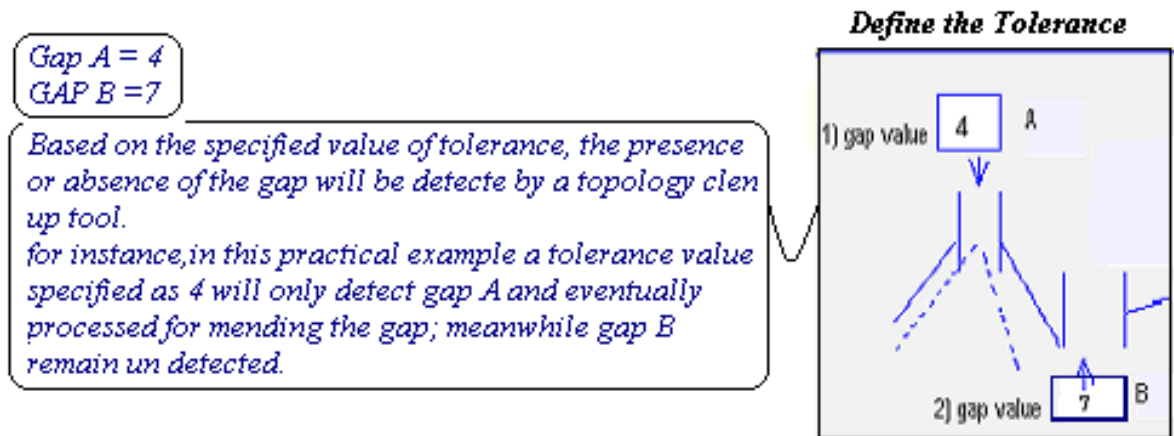 Define the Tolerance
Gap A = 4
GAP B =7
Based on the specified value of tolerance, the presence
or absence of the gap will be detecte by a topology clen
up tool.
for instance,in this practical example a tolerance value
specified as 4 will only detect gap A and eventually
processed for mending the gap; meanwhile gap B
remain un detected.
1) gap value 4 A
2) gap value 7 B